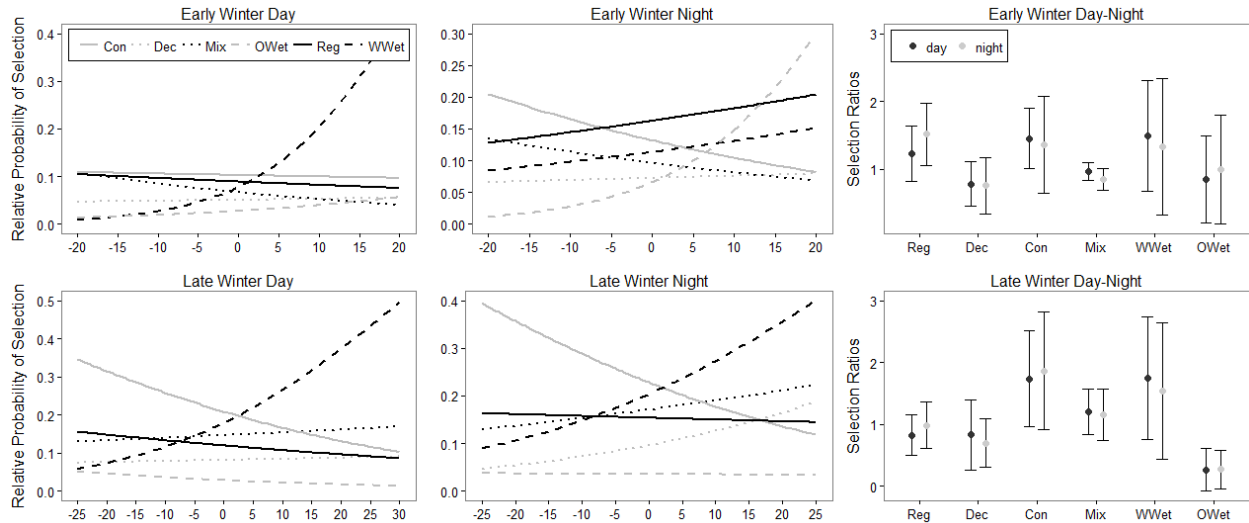 Early Winter Day
Early Winter Night
Early Winter Day-Night
Relative Probability of Selection
0.4
0.3
0.2
0.1
0.0
Con Dec Mix OWet Reg WWet
-20 -15 -10 -5 0 5 10 15 20
0.30
0.25
0.20
0.15
0.10
0.05
0.00
-20 -15 -10 -5 0 5 10 15 20
Selection Ratios
3
2
1
day night
Reg Dec Con Mix WWet OWet
Late Winter Day
Late Winter Night
Late Winter Day-Night
Relative Probability of Selection
0.5
0.4
0.3
0.2
0.1
0.0
-25 -20 -15 -10 -5 0 5 10 15 20 25 30
0.4
0.3
0.2
0.1
0.0
-25 -20 -15 -10 -5 0 5 10 15 20 25
Selection Ratios
3
2
1
0
Reg Dec Con Mix WWet OWet